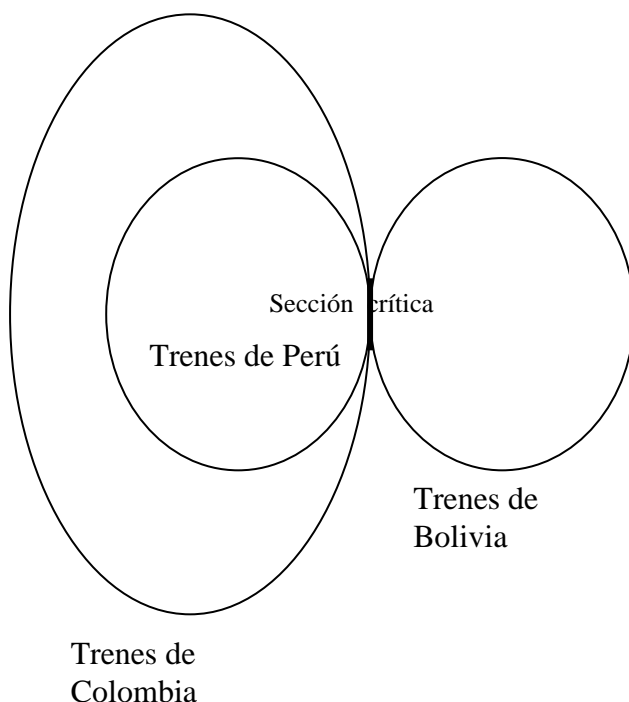 Sección crítica
Trenes de Perú
Trenes de
Bolivia
Trenes de
Colombia